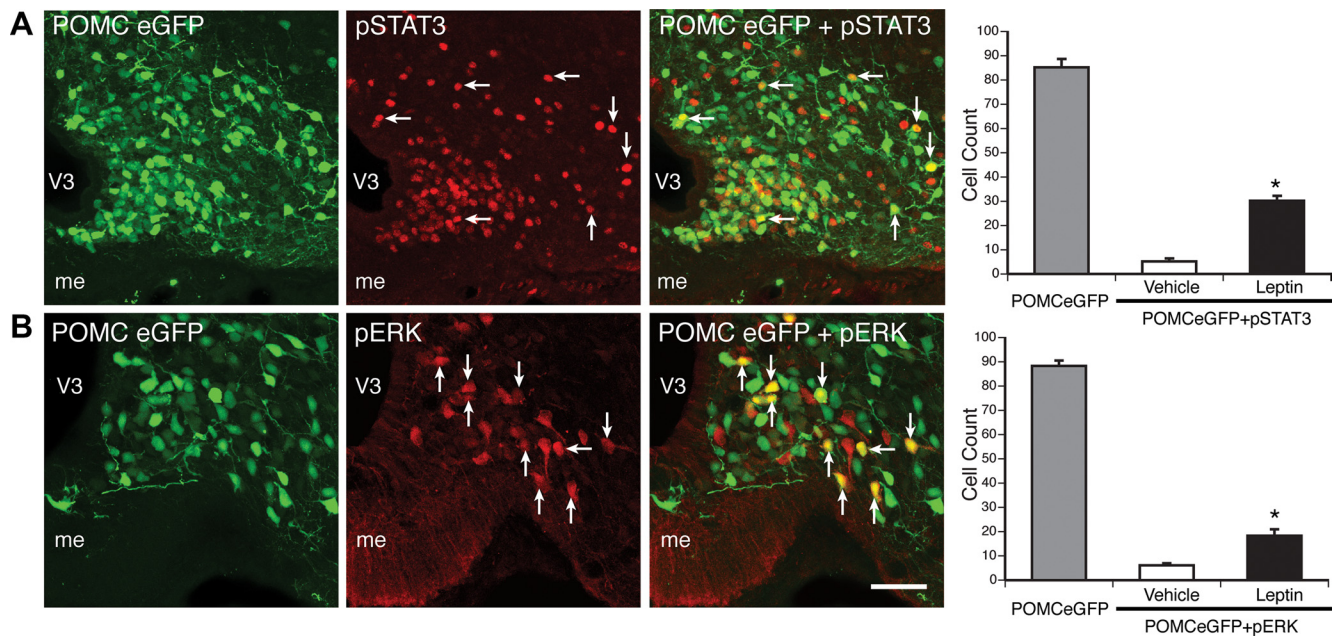 A
POMC eGFP
pSTAT3
POMC eGFP + pSTAT3
V3
V3
me
me
100
90
80
70
60
50
40
30
20
10
0
Cell Count
*
Vehicle
Leptin
POMCeGFP
POMCeGFP+pSTAT3
B
POMC eGFP
pERK
POMC eGFP + pERK
V3
V3
V3
me
me
100
90
80
70
60
50
40
30
20
10
0
Cell Count
*
Vehicle
Leptin
POMCeGFP
POMCeGFP+pERK